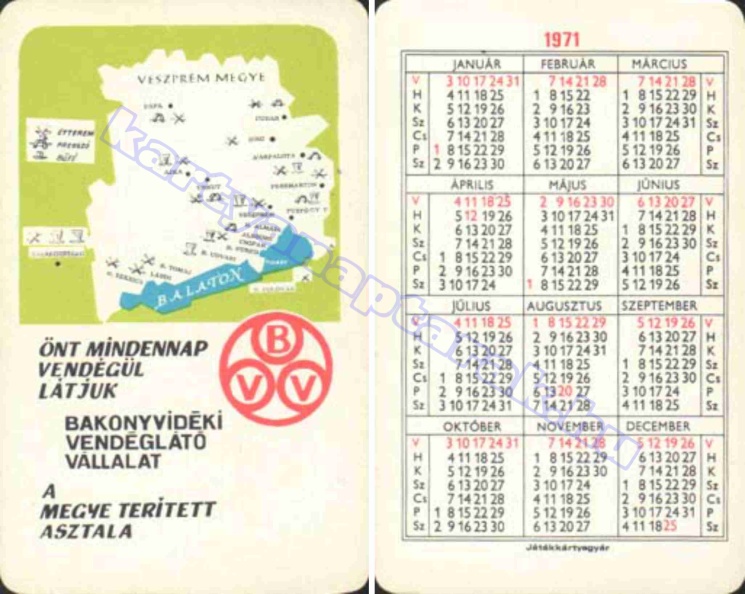 VESZPRÉM MEGYE
ÉTTEREM
PRESSZÓ
BÜFÉ
PÁPA
ZIRC
VÁRPALOTA
AJKA
VESZPRÉM
ALMÁDI
ALSÓÖRS
CSOPAK
B. FÜRED
B. UDVARI
B. TOMAJ
BALATON
ÖNT MINDENNAP
VENDÉGÜL
LÁTJUK
B
V V
BAKONYVIDÉKI
VENDÉGLÁTÓ
VÁLLALAT
A
MEGYE TERÍTETT
ASZTALA
1971
JANUÁR FEBRUÁR MÁRCIUS
V 3 10 17 24 31 7 14 21 28 7 14 21 28 V
H 4 11 18 25 1 8 15 22 1 8 15 22 29 H
K 5 12 19 26 2 9 16 23 2 9 16 23 30 K
Sz 6 13 20 27 3 10 17 24 3 10 17 24 31 Sz
Cs 7 14 21 28 4 11 18 25 4 11 18 25 Cs
P 1 8 15 22 29 5 12 19 26 5 12 19 26 P
Sz 2 9 16 23 30 6 13 20 27 6 13 20 27 Sz
ÁPRILIS MÁJUS JÚNIUS
V 4 11 18 25 2 9 16 23 30 6 13 20 27 V
H 5 12 19 26 3 10 17 24 31 7 14 21 28 H
K 6 13 20 27 4 11 18 25 1 8 15 22 29 K
Sz 7 14 21 28 5 12 19 26 2 9 16 23 30 Sz
Cs 1 8 15 22 29 6 13 20 27 3 10 17 24 Cs
P 2 9 16 23 30 7 14 21 28 4 11 18 25 P
Sz 3 10 17 24 1 8 15 22 29 5 12 19 26 Sz
JÚLIUS AUGUSZTUS SZEPTEMBER
V 4 11 18 25 1 8 15 22 29 5 12 19 26 V
H 5 12 19 26 2 9 16 23 30 6 13 20 27 H
K 6 13 20 27 3 10 17 24 31 7 14 21 28 K
Sz 7 14 21 28 4 11 18 25 1 8 15 22 29 Sz
Cs 1 8 15 22 29 5 12 19 26 2 9 16 23 30 Cs
P 2 9 16 23 30 6 13 20 27 3 10 17 24 P
Sz 3 10 17 24 31 7 14 21 28 4 11 18 25 Sz
OKTÓBER NOVEMBER DECEMBER
V 3 10 17 24 31 7 14 21 28 5 12 19 26 V
H 4 11 18 25 1 8 15 22 29 6 13 20 27 H
K 5 12 19 26 2 9 16 23 30 7 14 21 28 K
Sz 6 13 20 27 3 10 17 24 1 8 15 22 29 Sz
Cs 7 14 21 28 4 11 18 25 2 9 16 23 30 Cs
P 1 8 15 22 29 5 12 19 26 3 10 17 24 31 P
Sz 2 9 16 23 30 6 13 20 27 4 11 18 25 Sz
Játékkártyagyár